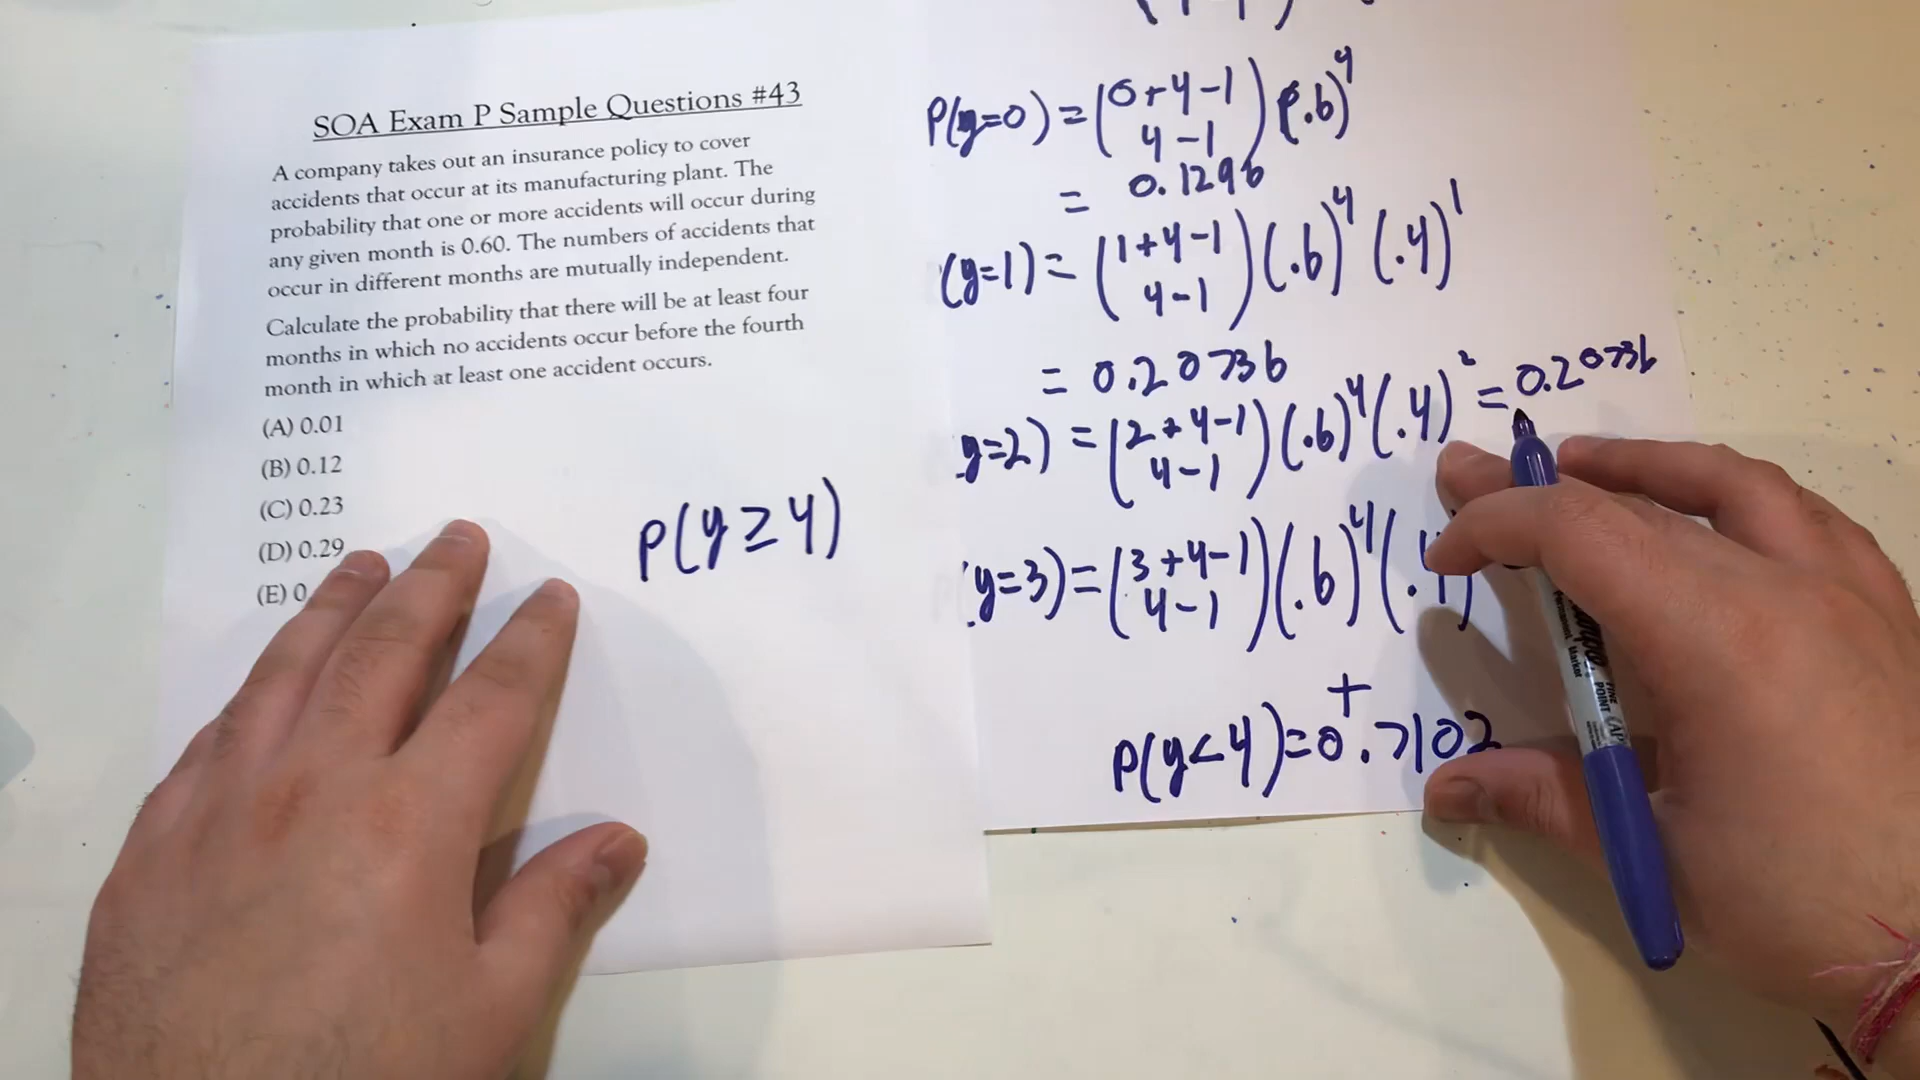 SOA Exam P Sample Questions #43
A company takes out an insurance policy to cover
accidents that occur at its manufacturing plant. The
probability that one or more accidents will occur during
any given month is 0.60. The numbers of accidents that
occur in different months are mutually independent.
Calculate the probability that there will be at least four
months in which no accidents occur before the fourth
month in which at least one accident occurs.
(A) 0.01
(B) 0.12
(C) 0.23
(D) 0.29
(E) 0.
P(y≥4)
P(y=0) = (0+4-1
4-1) (.6)^4
= 0.1296
(y=1) = (1+4-1
4-1) (.6)^4 (.4)^1
= 0.20736
y=2) = (2+4-1
4-1) (.6)^4 (.4)^2 = 0.20736
(y=3) = (3+4-1
4-1) (.6)^4 (.4)
+
P(y<4) = 0.7102
FINE
POINT